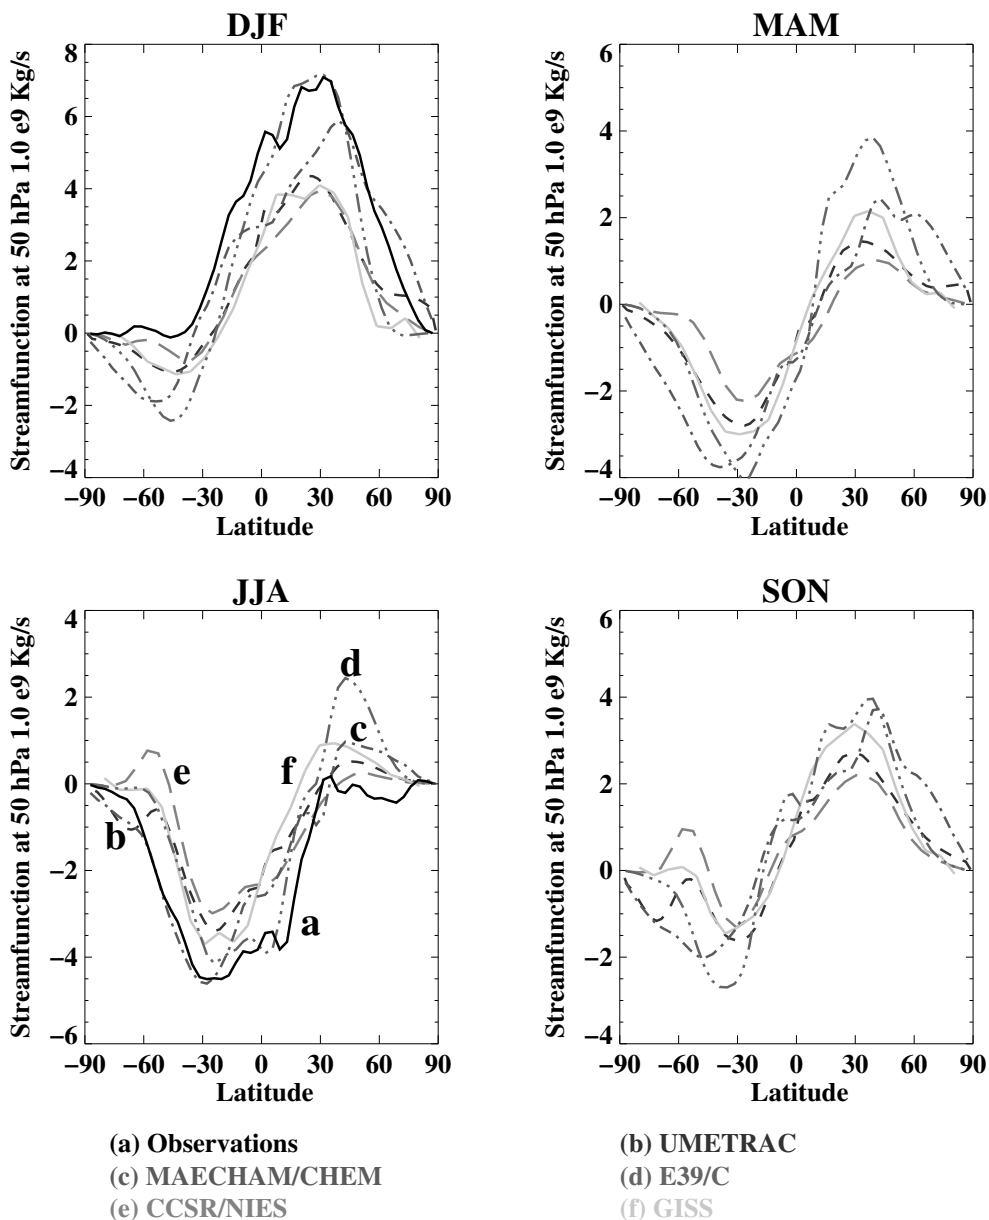 DJF
Streamfunction at 50 hPa 1.0 e9 Kg/s
8
6
4
2
0
−2
−4
−90 −60 −30 0 30 60 90
Latitude
MAM
Streamfunction at 50 hPa 1.0 e9 Kg/s
6
4
2
0
−2
−4
−90 −60 −30 0 30 60 90
Latitude
JJA
Streamfunction at 50 hPa 1.0 e9 Kg/s
4
2
0
−2
−4
−6
d
c
e
f
b
a
−90 −60 −30 0 30 60 90
Latitude
SON
Streamfunction at 50 hPa 1.0 e9 Kg/s
6
4
2
0
−2
−4
−90 −60 −30 0 30 60 90
Latitude
(a) Observations
(b) UMETRAC
(c) MAECHAM/CHEM
(d) E39/C
(e) CCSR/NIES
(f) GISS